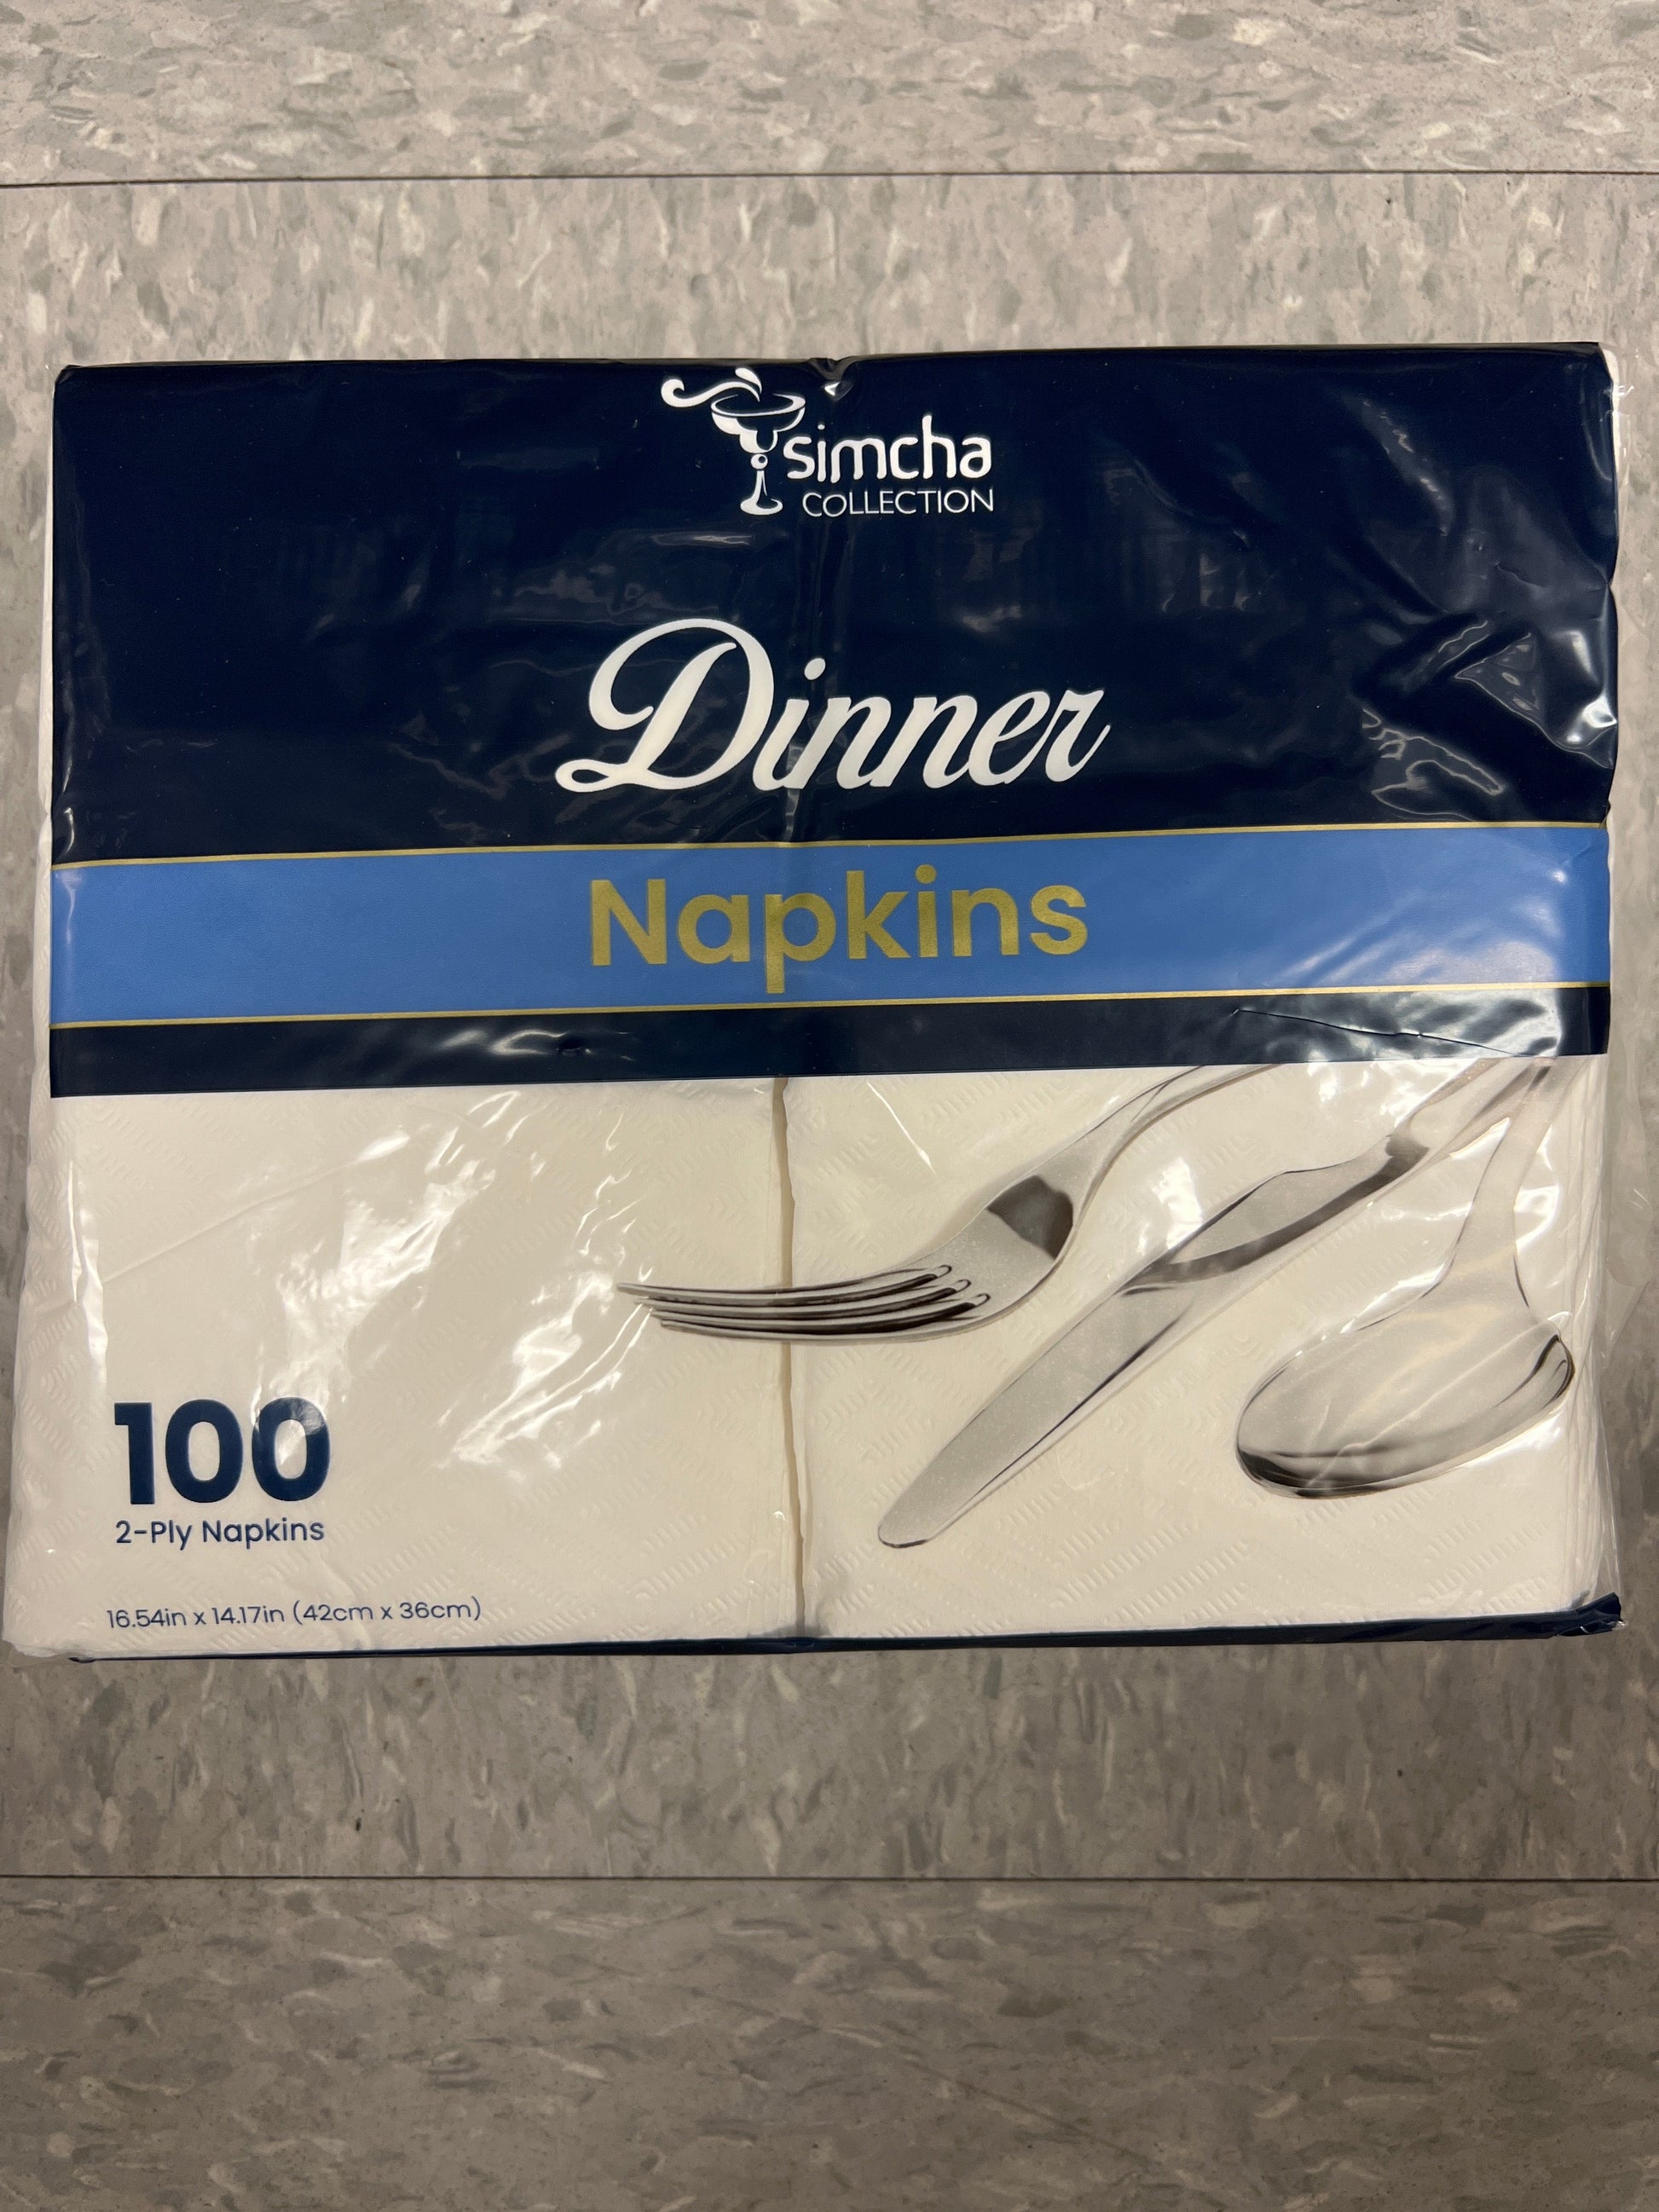 simcha
COLLECTION
Dinner
Napkins
100
2-Ply Napkins
16.54in x 14.17in (42cm x 36cm)